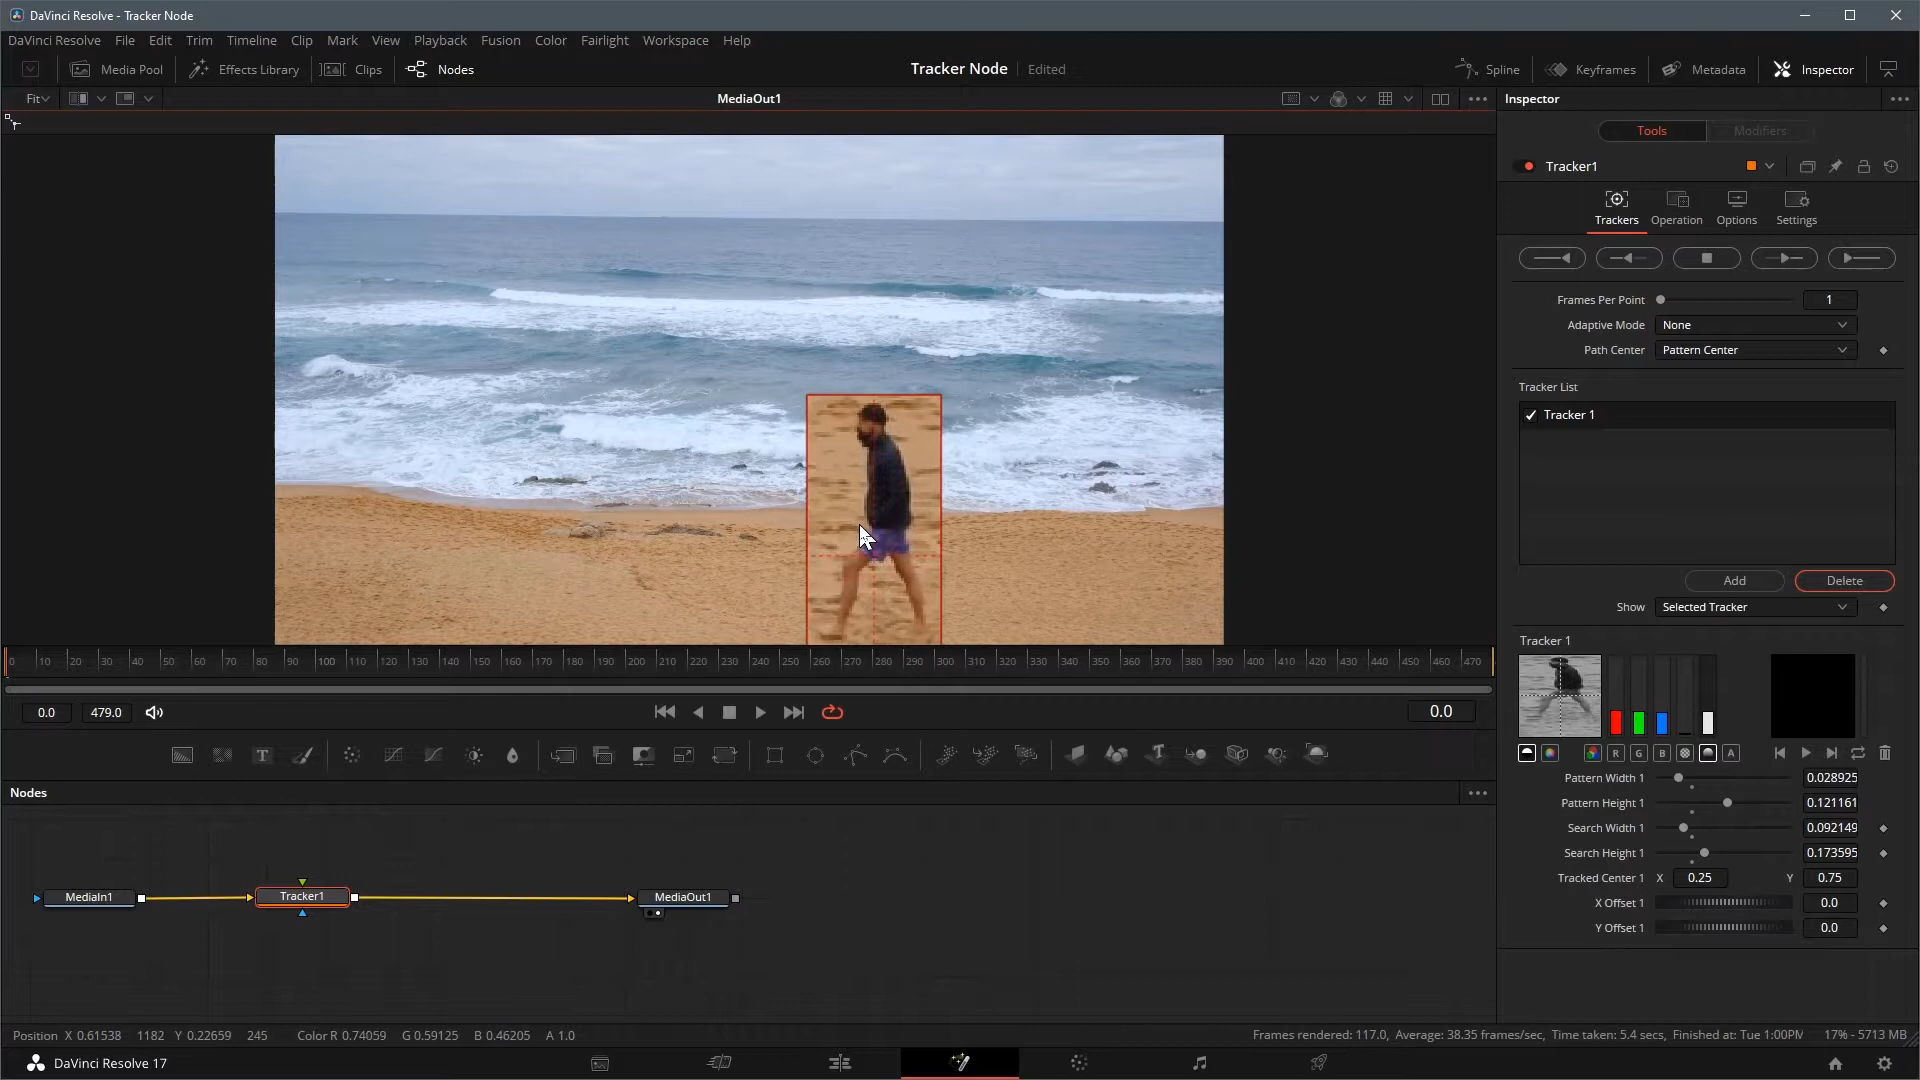 DaVinci Resolve - Tracker Node
DaVinci Resolve File Edit Trim Timeline Clip Mark View Playback Fusion Color Fairlight Workspace Help
Media Pool Effects Library Clips Nodes Tracker Node Edited Spline Keyframes Metadata Inspector
Fit MediaOut1 Inspector
Tools Modifiers
Tracker1
Trackers Operation Options Settings
Frames Per Point 1
Adaptive Mode None
Path Center Pattern Center
Tracker List
Tracker 1
Add Delete
Show Selected Tracker
Tracker 1
0 10 20 30 40 50 60 70 80 90 100 110 120 130 140 150 160 170 180 190 200 210 220 230 240 250 260 270 280 290 300 310 320 330 340 350 360 370 380 390 400 410 420 430 440 450 460 470
0.0 479.0 0.0
T T
R G B A
Pattern Width 1 0.028925
Pattern Height 1 0.121161
Search Width 1 0.092149
Search Height 1 0.173595
Tracked Center 1 X 0.25 Y 0.75
X Offset 1 0.0
Y Offset 1 0.0
Nodes
MediaIn1 Tracker1 MediaOut1
Position X 0.61538 1182 Y 0.22659 245 Color R 0.74059 G 0.59125 B 0.46205 A 1.0
Frames rendered: 117.0, Average: 38.35 frames/sec, Time taken: 5.4 secs, Finished at: Tue 1:00PM 17% - 5713 MB
DaVinci Resolve 17